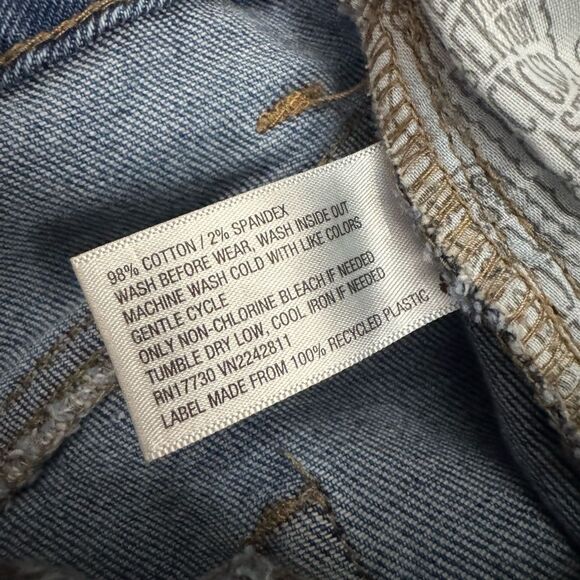 98% COTTON / 2% SPANDEX
WASH BEFORE WEAR, WASH INSIDE OUT
MACHINE WASH COLD WITH LIKE COLORS
GENTLE CYCLE
ONLY NON-CHLORINE BLEACH IF NEEDED
TUMBLE DRY LOW, COOL IRON IF NEEDED
RN17730 VN2242811
LABEL MADE FROM 100% RECYCLED PLASTIC